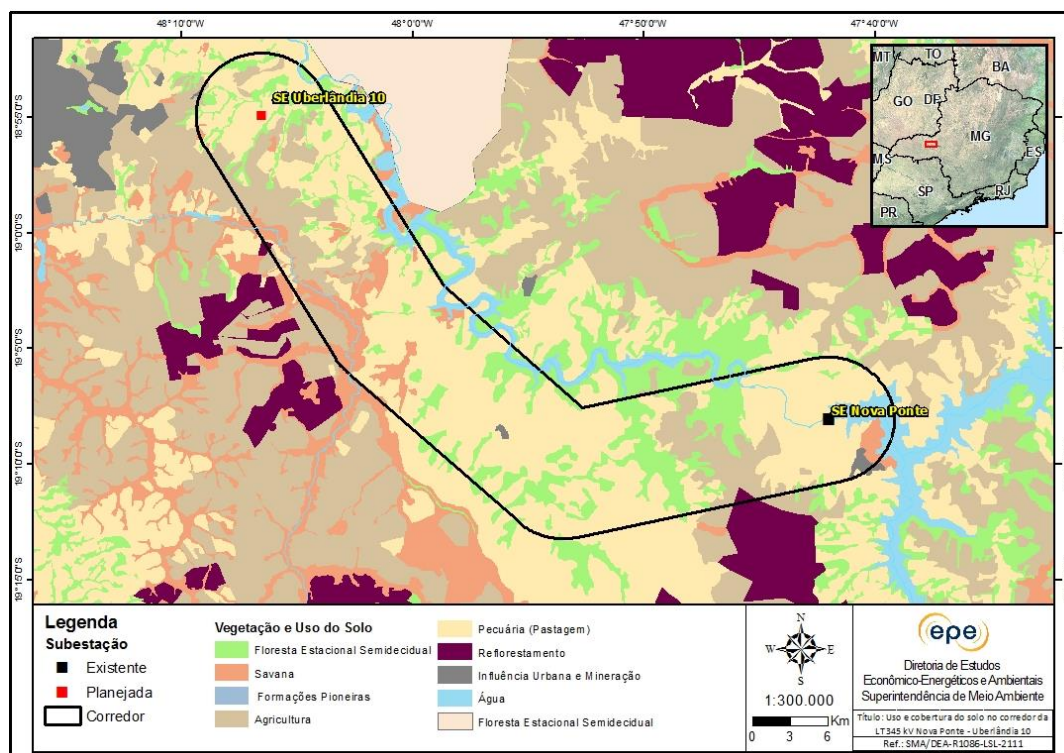 48°10'0"W
48°0'0"W
47°50'0"W
47°40'0"W
18°55'0"S
19°0'0"S
19°5'0"S
19°10'0"S
19°15'0"S
SE Uberlândia 10
SE Nova Ponte
MT
TO
BA
GO
DF
MG
ES
MS
SP
RJ
PR
Legenda
Subestação
Existente
Planejada
Corredor
Vegetação e Uso do Solo
Floresta Estacional Semidecidual
Savana
Formações Pioneiras
Agricultura
Pecuária (Pastagem)
Reflorestamento
Influência Urbana e Mineração
Água
Floresta Estacional Semidecidual
N
W E
S
1:300.000
Km
0 3 6
epe
Diretoria de Estudos
Econômico-Energéticos e Ambientais
Superintendência de Meio Ambiente
Título: Uso e cobertura do solo no corredor da
LT345 kV Nova Ponte - Uberlândia 10
Ref.: SMA/DEA-R1086-LSL-2111